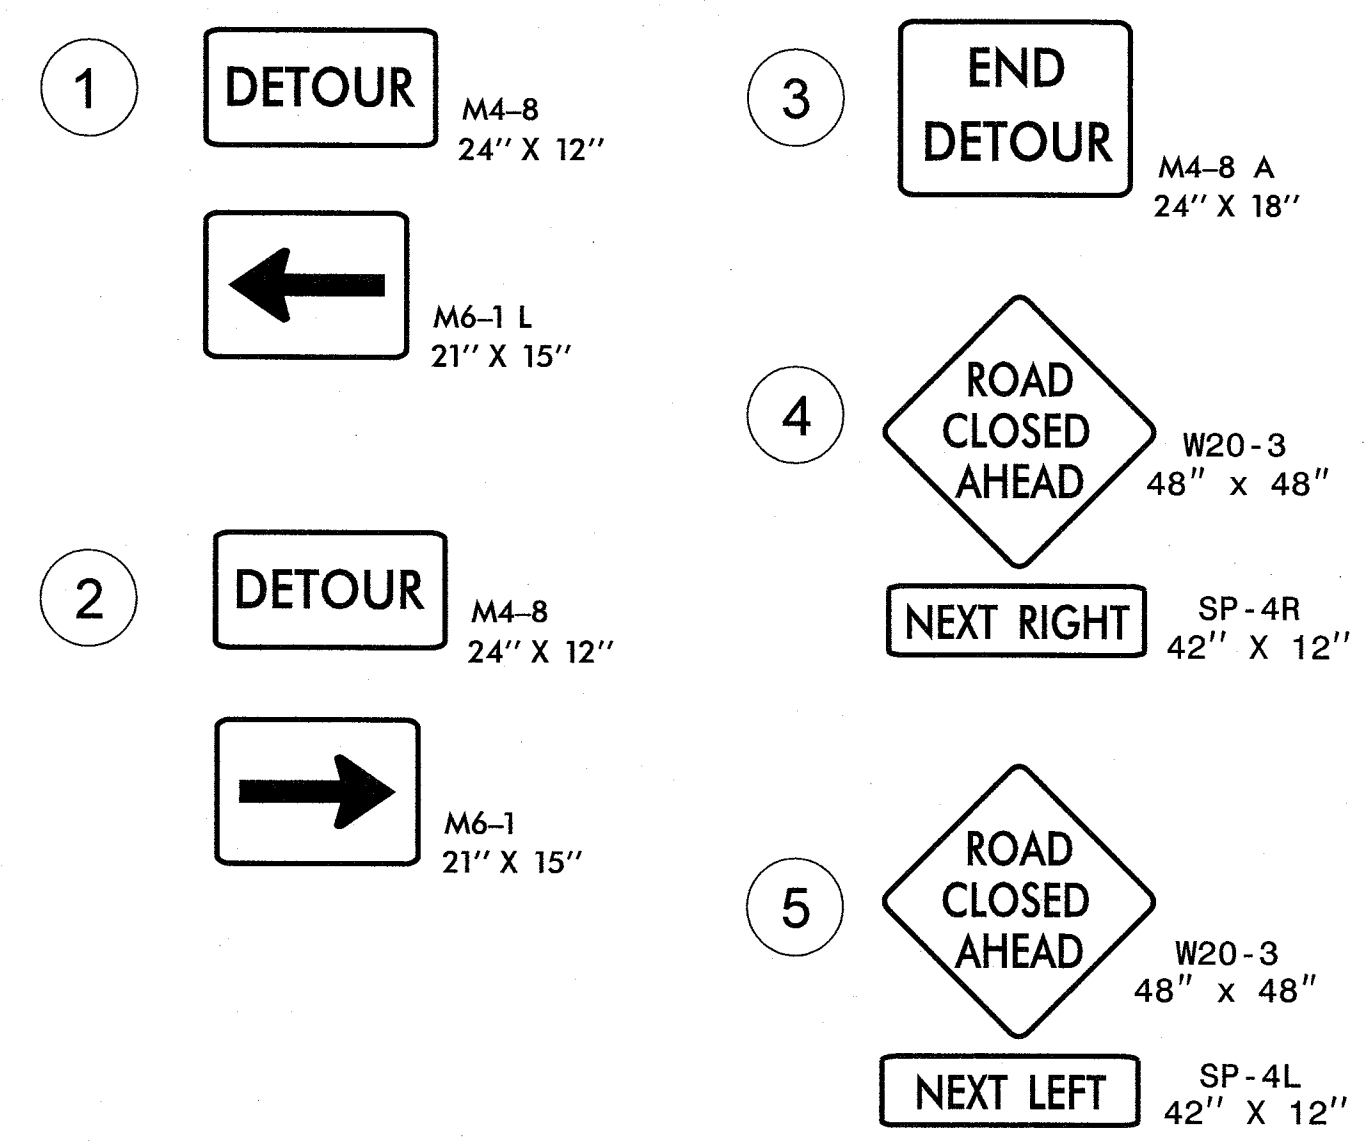 1
DETOUR
M4–8
24″ X 12″
M6–1 L
21″ X 15″
2
DETOUR
M4–8
24″ X 12″
M6–1
21″ X 15″
3
END
DETOUR
M4–8 A
24″ X 18″
4
ROAD
CLOSED
AHEAD
W20-3
48″ x 48″
NEXT RIGHT
SP-4R
42″ X 12″
5
ROAD
CLOSED
AHEAD
W20-3
48″ x 48″
NEXT LEFT
SP-4L
42″ X 12″